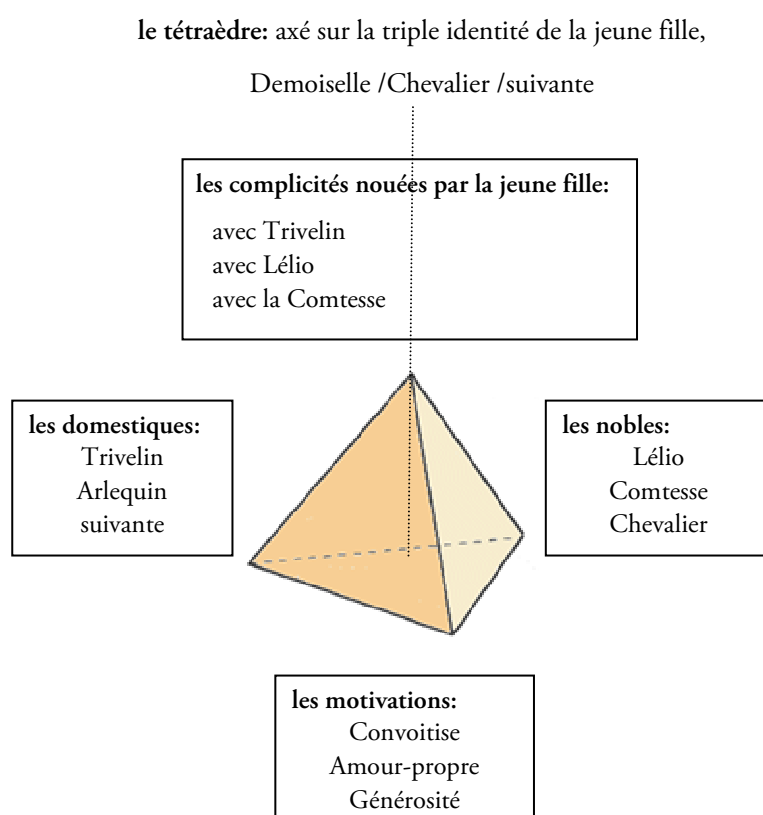 le tétraèdre: axé sur la triple identité de la jeune fille,
Demoiselle /Chevalier /suivante
les complicités nouées par la jeune fille:
avec Trivelin
avec Lélio
avec la Comtesse
les domestiques:
Trivelin
Arlequin
suivante
les nobles:
Lélio
Comtesse
Chevalier
les motivations:
Convoitise
Amour-propre
Générosité